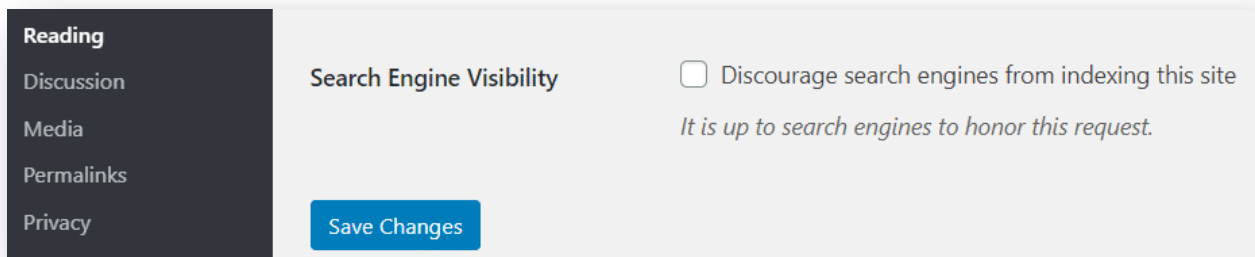 Reading
Discussion
Media
Permalinks
Privacy
Search Engine Visibility
Discourage search engines from indexing this site
It is up to search engines to honor this request.
Save Changes